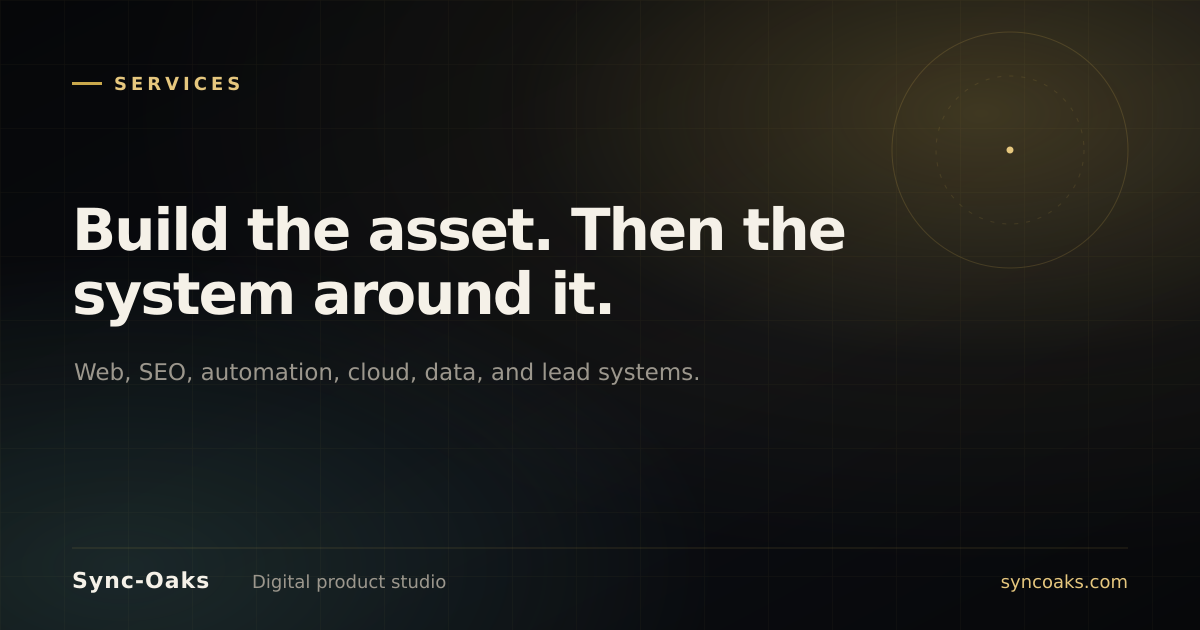 SERVICES
Build the asset. Then the
system around it.
Web, SEO, automation, cloud, data, and lead systems.
Sync-Oaks
Digital product studio
syncoaks.com